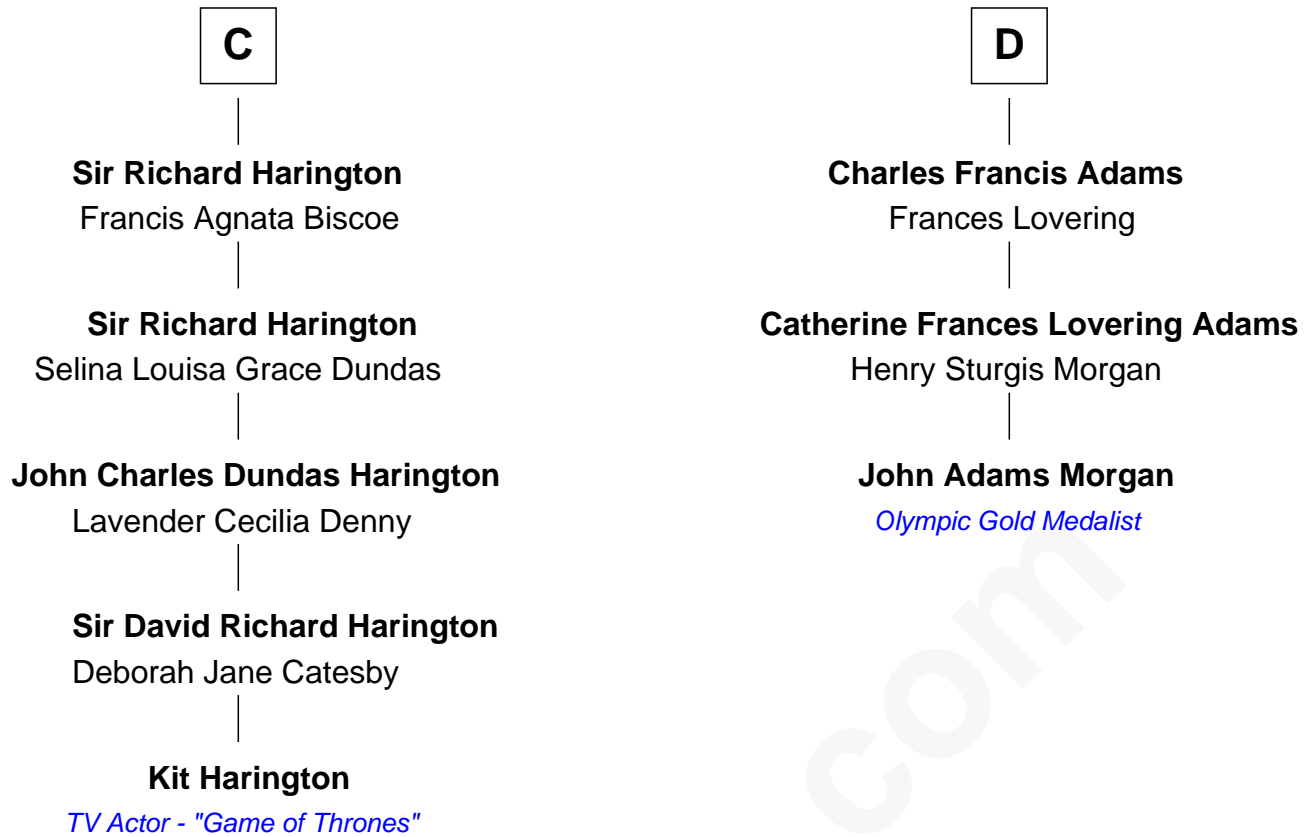 C
Sir Richard Harington
Francis Agnata Biscoe
Sir Richard Harington
Selina Louisa Grace Dundas
John Charles Dundas Harington
Lavender Cecilia Denny
Sir David Richard Harington
Deborah Jane Catesby
Kit Harington
TV Actor - "Game of Thrones"
D
Charles Francis Adams
Frances Lovering
Catherine Frances Lovering Adams
Henry Sturgis Morgan
John Adams Morgan
Olympic Gold Medalist
com